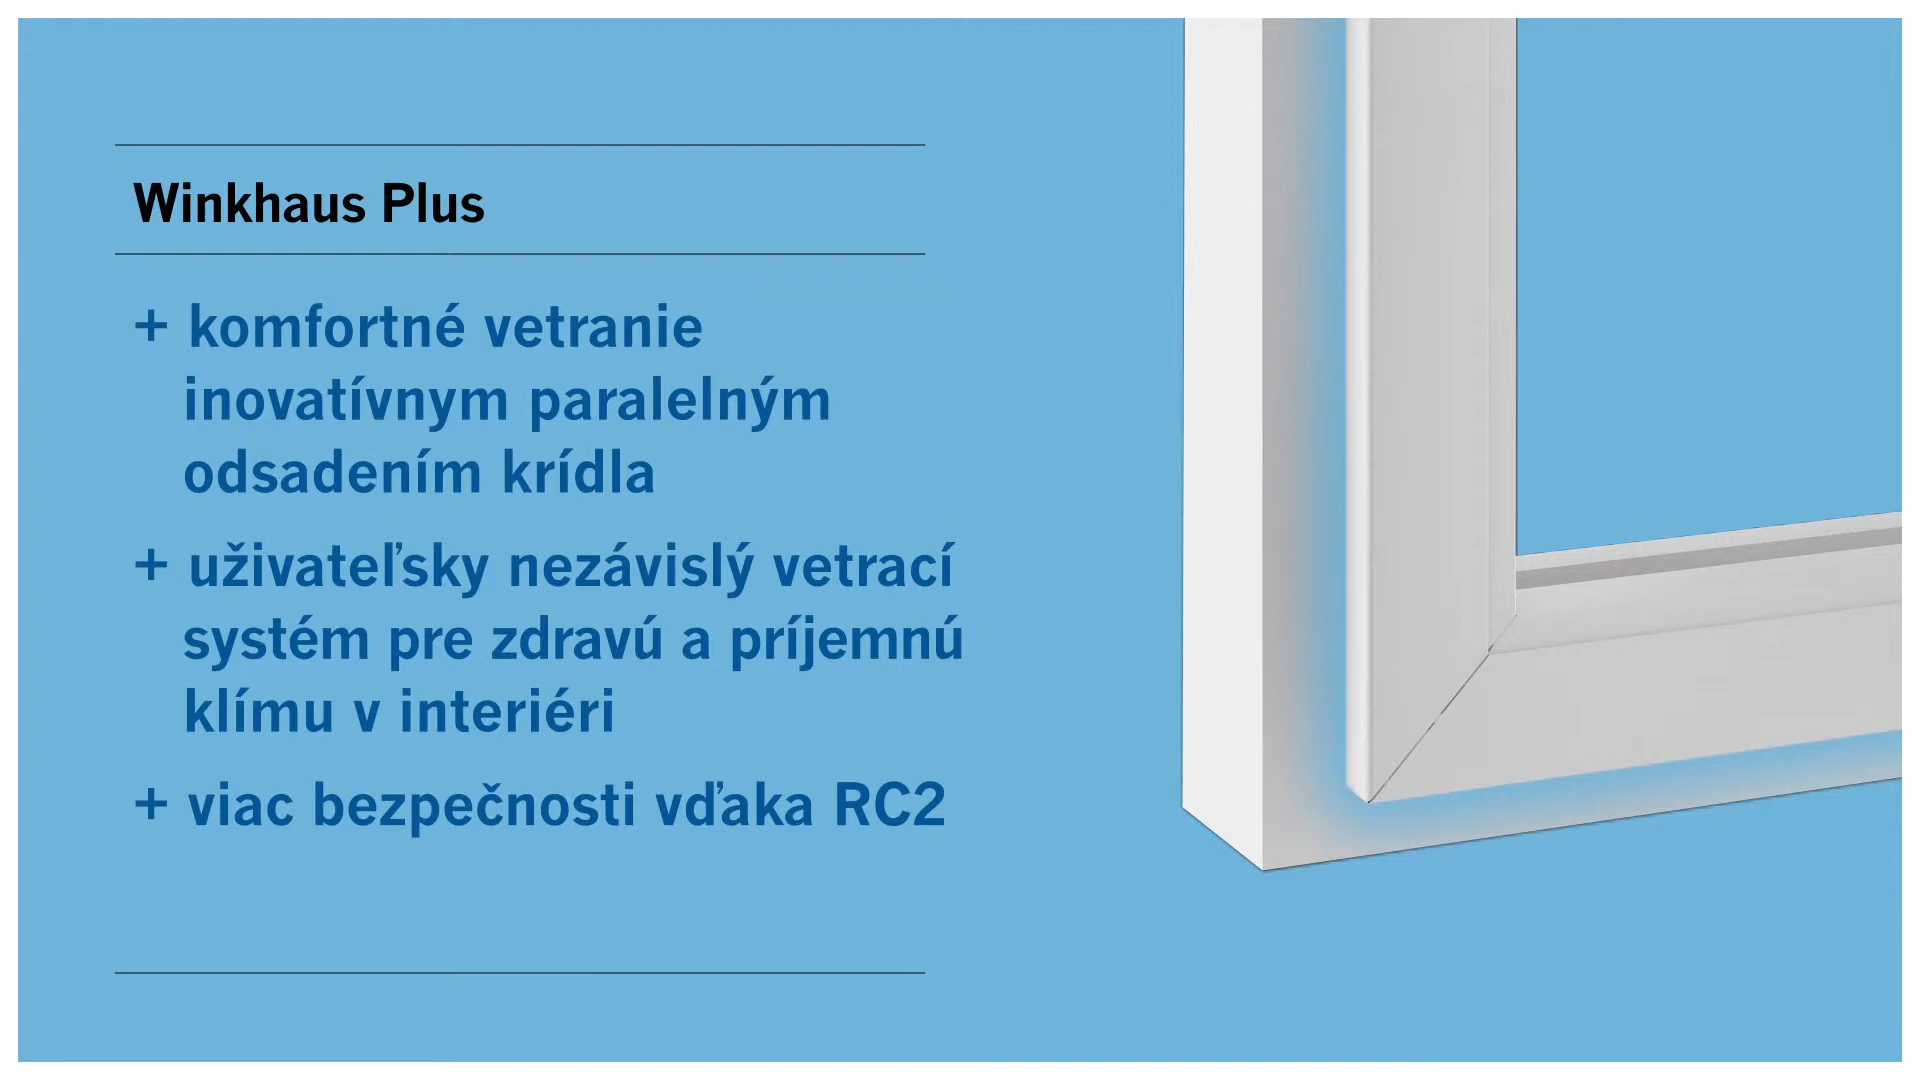 Winkhaus Plus
+ komfortné vetranie
inovatívnym paralelným
odsadením krídla
+ užívateľsky nezávislý vetrací
systém pre zdravú a príjemnú
klímu v interiéri
+ viac bezpečnosti vďaka RC2